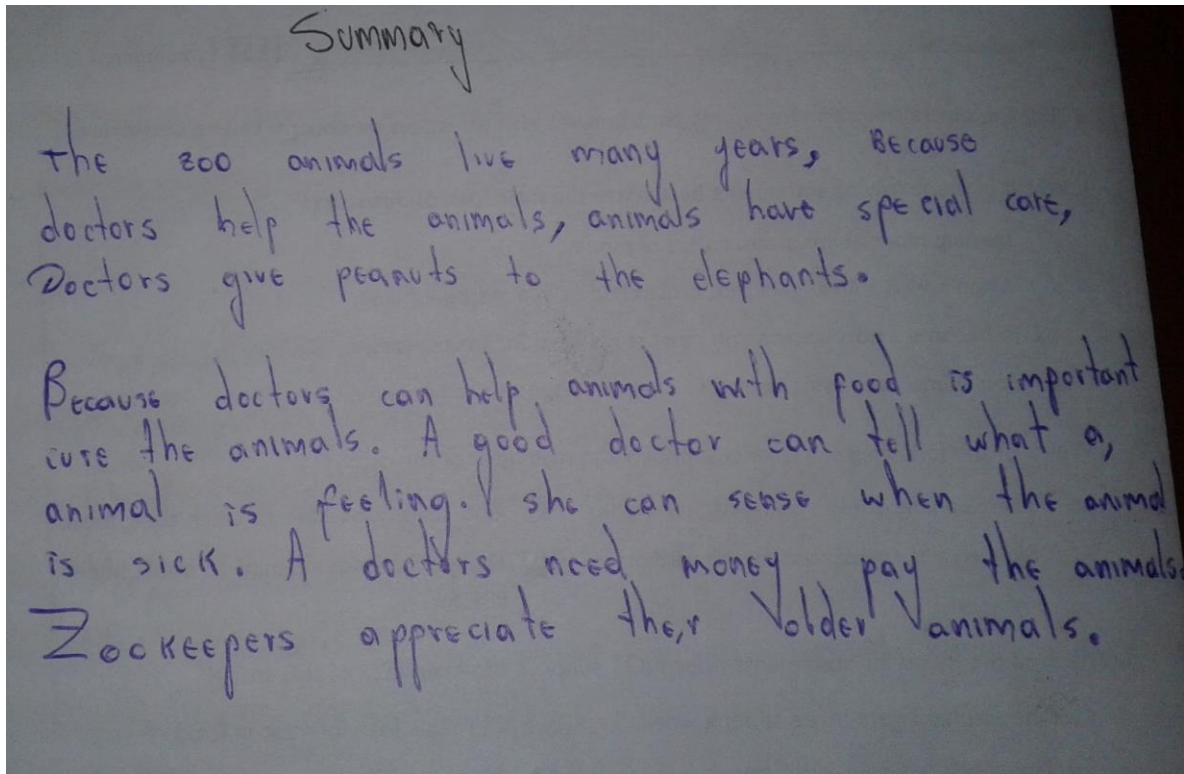 Summary
the zoo animals live many years, Because
doctors help the animals, animals have special care,
Doctors give peanuts to the elephants.
Because doctors can help animals with food is important
cure the animals. A good doctor can tell what a,
animal is feeling. she can sense when the animal
is sick. A doctors need money pay the animals.
Zookeepers appreciate their older animals.